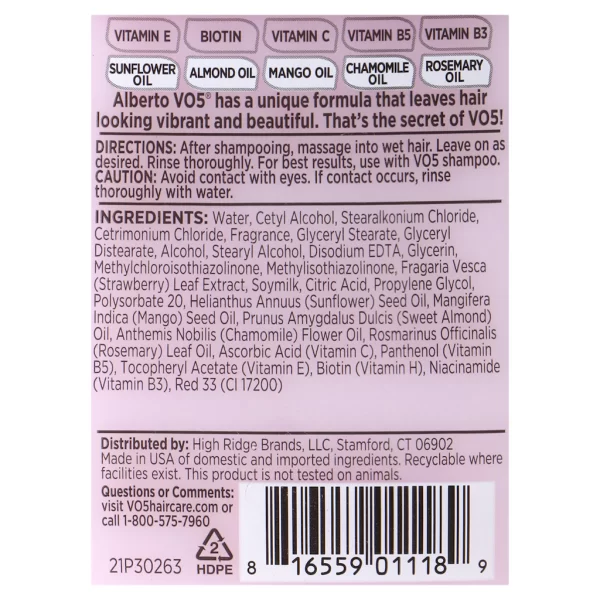 VITAMIN E BIOTIN VITAMIN C VITAMIN B5 VITAMIN B3
SUNFLOWER OIL ALMOND OIL MANGO OIL CHAMOMILE OIL ROSEMARY OIL
Alberto VO5® has a unique formula that leaves hair
looking vibrant and beautiful. That's the secret of VO5!
DIRECTIONS: After shampooing, massage into wet hair. Leave on as
desired. Rinse thoroughly. For best results, use with VO5 shampoo.
CAUTION: Avoid contact with eyes. If contact occurs, rinse
thoroughly with water.
INGREDIENTS: Water, Cetyl Alcohol, Stearalkonium Chloride,
Cetrimonium Chloride, Fragrance, Glyceryl Stearate, Glyceryl
Distearate, Alcohol, Stearyl Alcohol, Disodium EDTA, Glycerin,
Methylchloroisothiazolinone, Methylisothiazolinone, Fragaria Vesca
(Strawberry) Leaf Extract, Soymilk, Citric Acid, Propylene Glycol,
Polysorbate 20, Helianthus Annuus (Sunflower) Seed Oil, Mangifera
Indica (Mango) Seed Oil, Prunus Amygdalus Dulcis (Sweet Almond)
Oil, Anthemis Nobilis (Chamomile) Flower Oil, Rosmarinus Officinalis
(Rosemary) Leaf Oil, Ascorbic Acid (Vitamin C), Panthenol (Vitamin
B5), Tocopheryl Acetate (Vitamin E), Biotin (Vitamin H), Niacinamide
(Vitamin B3), Red 33 (CI 17200)
Distributed by: High Ridge Brands, LLC, Stamford, CT 06902
Made in USA of domestic and imported ingredients. Recyclable where
facilities exist. This product is not tested on animals.
Questions or Comments:
visit VO5haircare.com or
call 1-800-575-7960
2
21P30263 HDPE
8 16559 01118 9